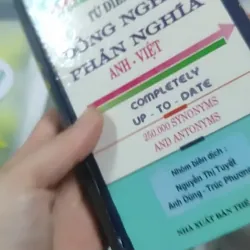 TỪ ĐIỂN
ĐỒNG NGHĨA
PHẢN NGHĨA
ANH - VIỆT
COMPLETELY
UP - TO - DATE
250.000 SYNONYMS
AND ANTONYMS
Nhóm biên dịch :
Nguyễn Thị Tuyết
Anh Dũng - Trúc Phương
NHÀ XUẤT BẢN THẾ